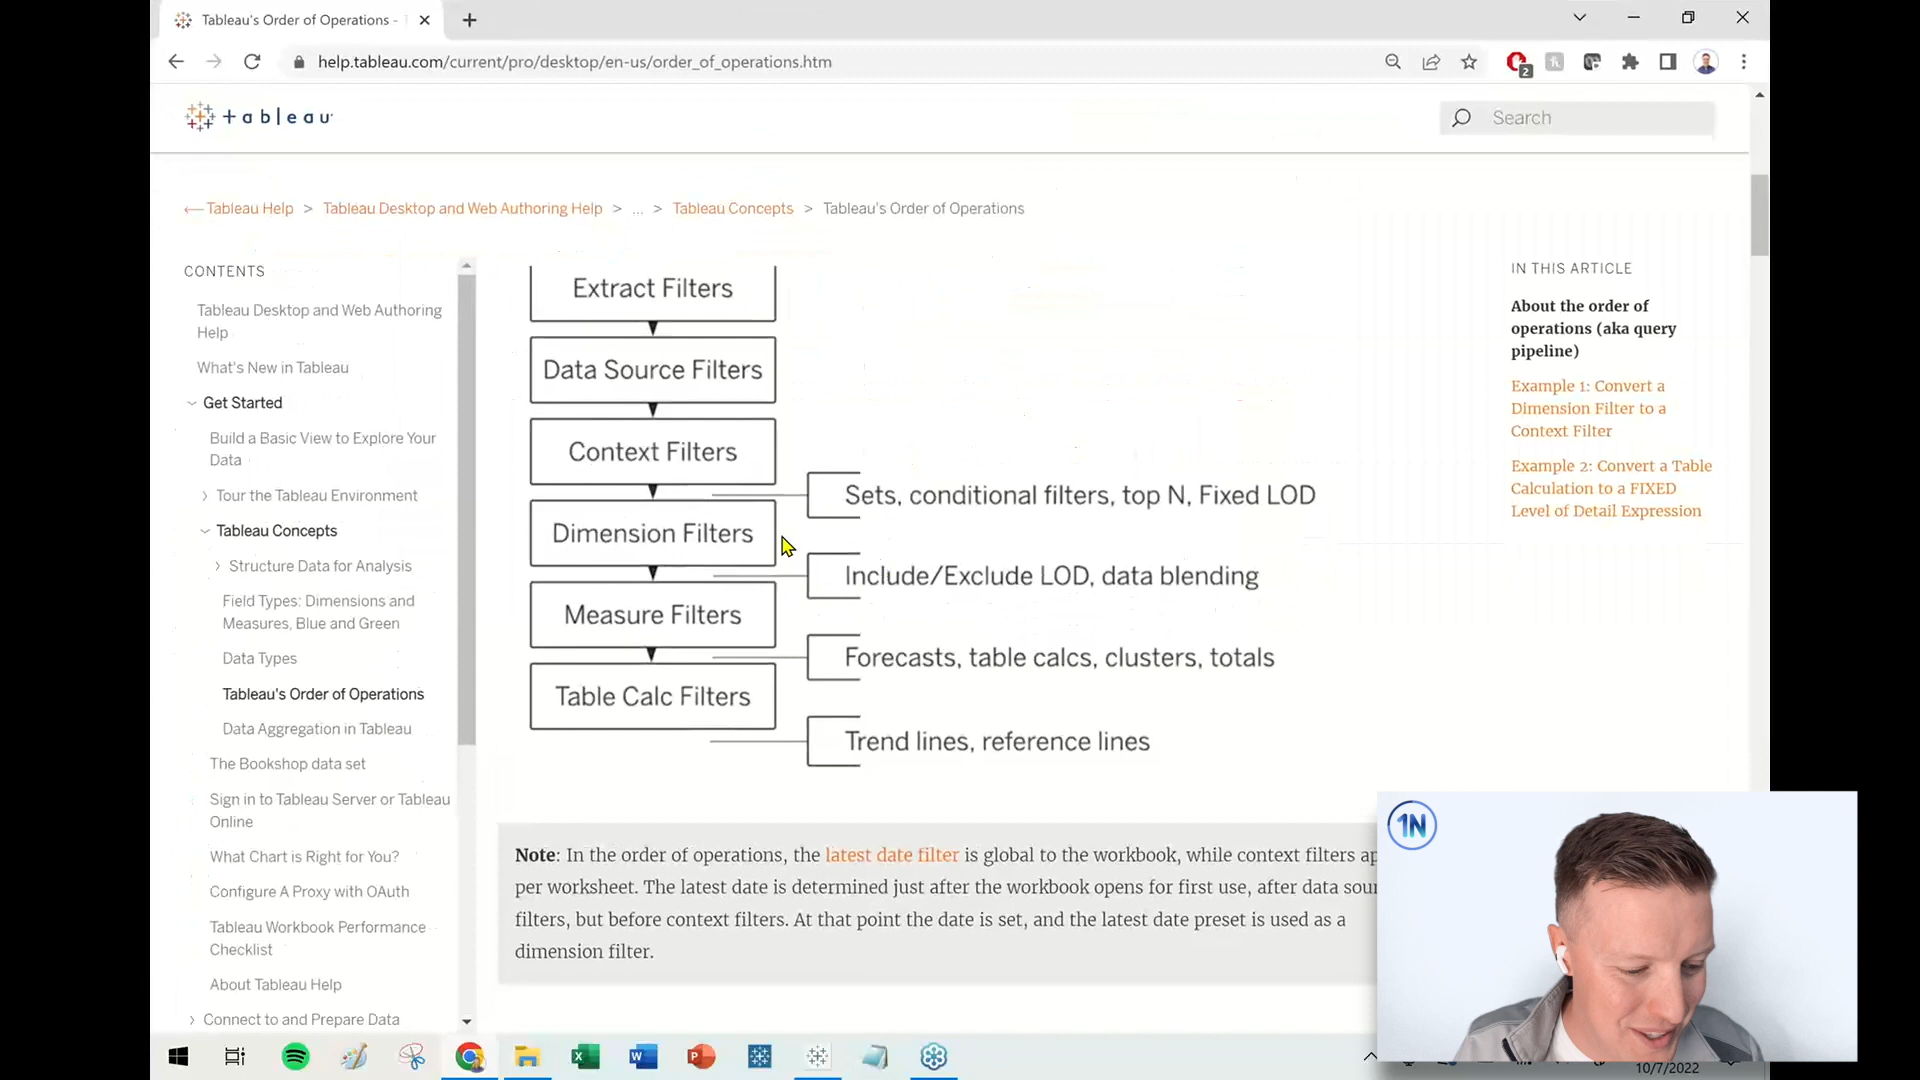 Tableau's Order of Operations -
help.tableau.com/current/pro/desktop/en-us/order_of_operations.htm
2
+ableau
Search
Tableau Help > Tableau Desktop and Web Authoring Help > ... > Tableau Concepts > Tableau's Order of Operations
CONTENTS
Tableau Desktop and Web Authoring
Help
What's New in Tableau
Get Started
Build a Basic View to Explore Your
Data
Tour the Tableau Environment
Tableau Concepts
Structure Data for Analysis
Field Types: Dimensions and
Measures, Blue and Green
Data Types
Tableau's Order of Operations
Data Aggregation in Tableau
The Bookshop data set
Sign in to Tableau Server or Tableau
Online
What Chart is Right for You?
Configure A Proxy with OAuth
Tableau Workbook Performance
Checklist
About Tableau Help
Connect to and Prepare Data
Extract Filters
Data Source Filters
Context Filters
Sets, conditional filters, top N, Fixed LOD
Dimension Filters
Include/Exclude LOD, data blending
Measure Filters
Forecasts, table calcs, clusters, totals
Table Calc Filters
Trend lines, reference lines
Note: In the order of operations, the latest date filter is global to the workbook, while context filters ap
per worksheet. The latest date is determined just after the workbook opens for first use, after data sour
filters, but before context filters. At that point the date is set, and the latest date preset is used as a
dimension filter.
IN THIS ARTICLE
About the order of
operations (aka query
pipeline)
Example 1: Convert a
Dimension Filter to a
Context Filter
Example 2: Convert a Table
Calculation to a FIXED
Level of Detail Expression
1N
10/7/2022